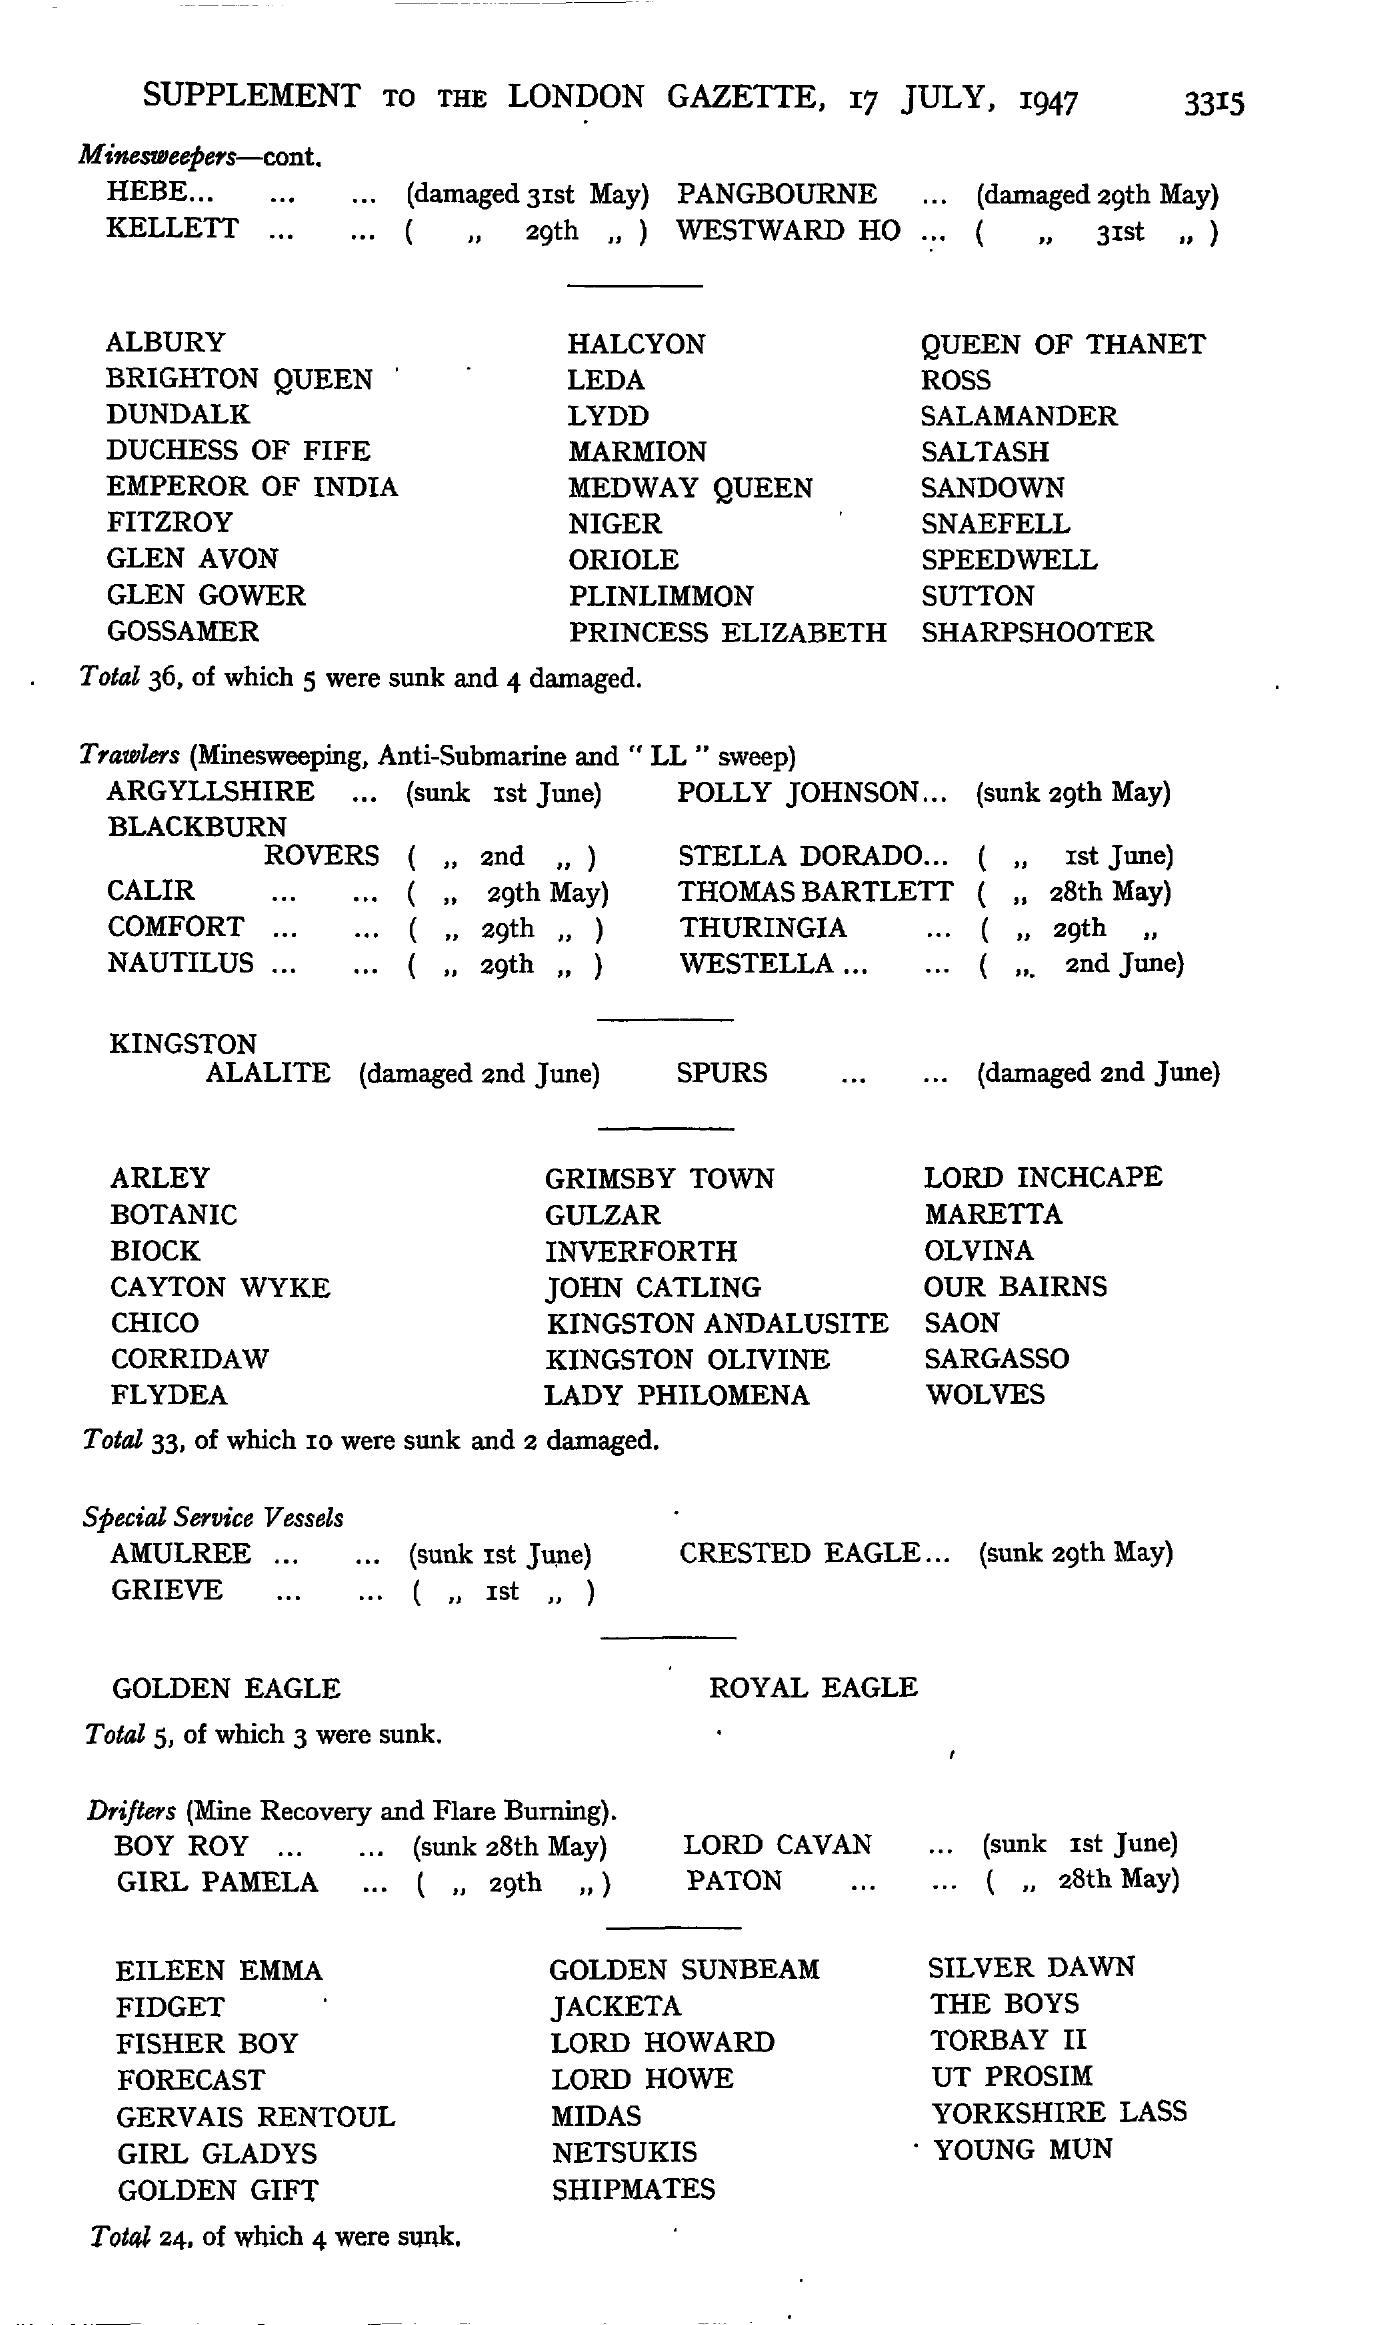 SUPPLEMENT TO THE LONDON GAZETTE, 17 JULY, 1947 3315
Minesweepers—cont.
HEBE... ... ... (damaged 31st May) PANGBOURNE ... (damaged 29th May)
KELLETT ... ... ( „ 29th „ ) WESTWARD HO ... ( „ 31st „ )
ALBURY HALCYON QUEEN OF THANET
BRIGHTON QUEEN LEDA ROSS
DUNDALK LYDD SALAMANDER
DUCHESS OF FIFE MARMION SALTASH
EMPEROR OF INDIA MEDWAY QUEEN SANDOWN
FITZROY NIGER SNAEFELL
GLEN AVON ORIOLE SPEEDWELL
GLEN GOWER PLINLIMMON SUTTON
GOSSAMER PRINCESS ELIZABETH SHARPSHOOTER
Total 36, of which 5 were sunk and 4 damaged.
Trawlers (Minesweeping, Anti-Submarine and “ LL ” sweep)
ARGYLLSHIRE ... (sunk 1st June) POLLY JOHNSON... (sunk 29th May)
BLACKBURN
ROVERS ( „ 2nd „ ) STELLA DORADO... ( „ 1st June)
CALIR ... ... ( „ 29th May) THOMAS BARTLETT ( „ 28th May)
COMFORT ... ... ( „ 29th „ ) THURINGIA ... ( „ 29th „
NAUTILUS ... ... ( „ 29th „ ) WESTELLA ... ... ( „. 2nd June)
KINGSTON
ALALITE (damaged 2nd June) SPURS ... ... (damaged 2nd June)
ARLEY GRIMSBY TOWN LORD INCHCAPE
BOTANIC GULZAR MARETTA
BIOCK INVERFORTH OLVINA
CAYTON WYKE JOHN CATLING OUR BAIRNS
CHICO KINGSTON ANDALUSITE SAON
CORRIDAW KINGSTON OLIVINE SARGASSO
FLYDEA LADY PHILOMENA WOLVES
Total 33, of which 10 were sunk and 2 damaged.
Special Service Vessels
AMULREE ... ... (sunk 1st June) CRESTED EAGLE... (sunk 29th May)
GRIEVE ... ... ( „ 1st „ )
GOLDEN EAGLE ROYAL EAGLE
Total 5, of which 3 were sunk.
Drifters (Mine Recovery and Flare Burning).
BOY ROY ... ... (sunk 28th May) LORD CAVAN ... (sunk 1st June)
GIRL PAMELA ... ( „ 29th „ ) PATON ... ... ( „ 28th May)
EILEEN EMMA GOLDEN SUNBEAM SILVER DAWN
FIDGET JACKETA THE BOYS
FISHER BOY LORD HOWARD TORBAY II
FORECAST LORD HOWE UT PROSIM
GERVAIS RENTOUL MIDAS YORKSHIRE LASS
GIRL GLADYS NETSUKIS YOUNG MUN
GOLDEN GIFT SHIPMATES
Total 24, of which 4 were sunk.